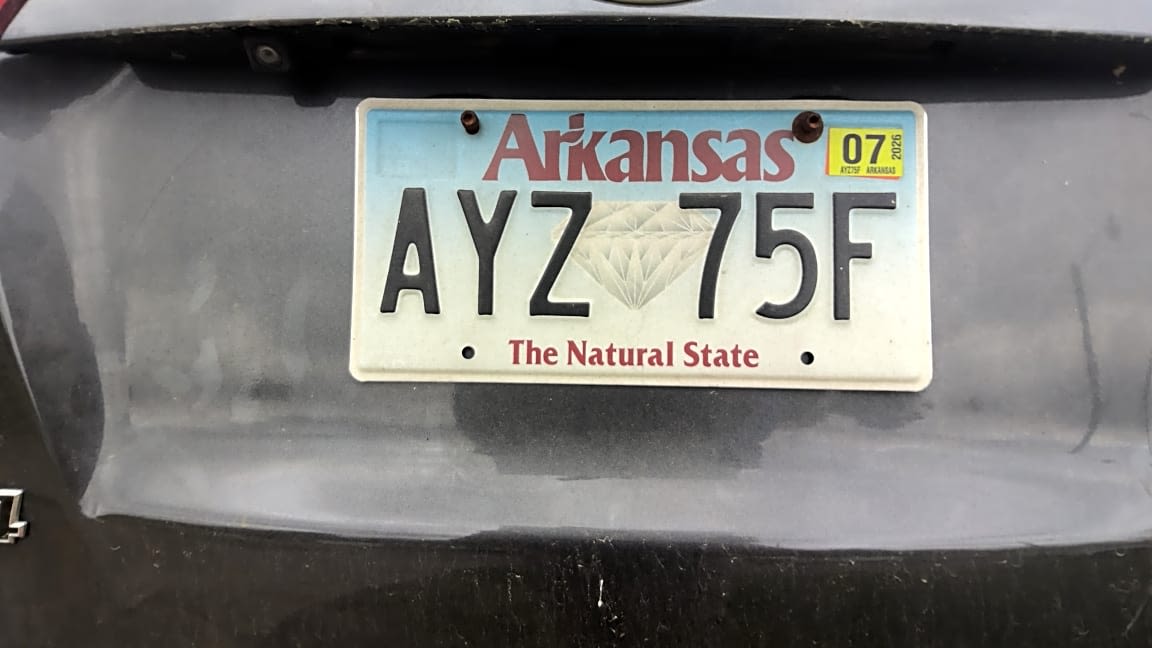 Arkansas
07 2026
AYZ75F ARKANSAS
AYZ 75F
The Natural State